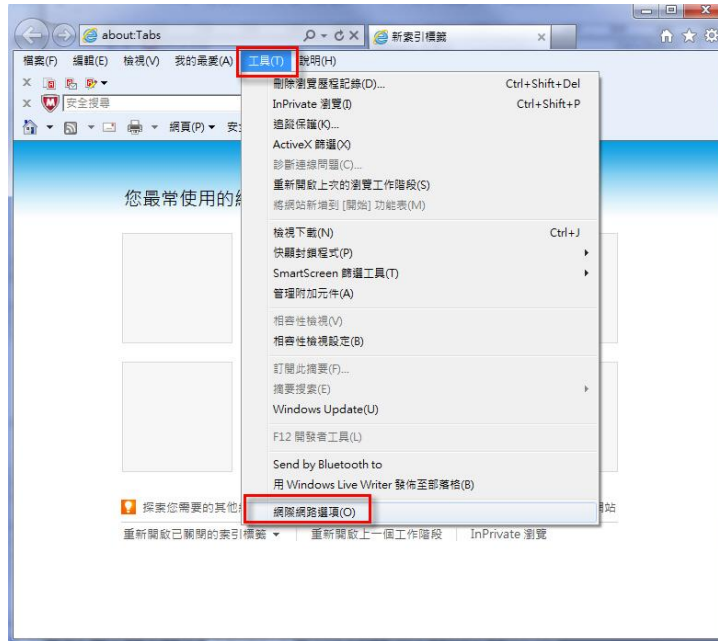 about:Tabs 新索引標籤
檔案(F) 編輯(E) 檢視(V) 我的最愛(A) 工具(T) 說明(H)
安全搜尋
網頁(P) 安
您最常使用的
刪除瀏覽歷程記錄(D)... Ctrl+Shift+Del
InPrivate 瀏覽(I) Ctrl+Shift+P
追蹤保護(K)...
ActiveX 篩選(X)
診斷連線問題(C)...
重新開啟上次的瀏覽工作階段(S)
將網站新增到 [開始] 功能表(M)
檢視下載(N) Ctrl+J
快顯封鎖程式(P)
SmartScreen 篩選工具(T)
管理附加元件(A)
相容性檢視(V)
相容性檢視設定(B)
訂閱此摘要(F)...
摘要搜索(E)
Windows Update(U)
F12 開發者工具(L)
Send by Bluetooth to
用 Windows Live Writer 發佈至部落格(B)
網際網路選項(O)
探索您需要的其他 站
重新開啟已關閉的索引標籤 重新開啟上一個工作階段 InPrivate 瀏覽